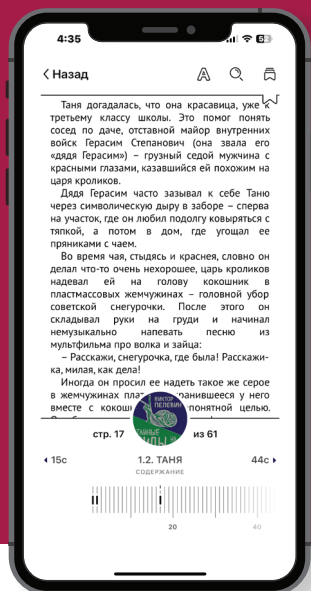 4:35
Назад
Таня догадалась, что она красавица, уже к
третьему классу школы. Это помог понять
сосед по даче, отставной майор внутренних
войск Герасим Степанович (она звала его
«дядя Герасим») – грузный седой мужчина с
красными глазами, казавшийся ей похожим на
царя кроликов.
Дядя Герасим часто зазывал к себе Таню
через символическую дыру в заборе – сперва
на участок, где он любил подолгу ковыряться с
тяпкой, а потом в дом, где угощал ее
пряниками с чаем.
Во время чая, стыдясь и краснея, словно он
делал что-то очень нехорошее, царь кроликов
надевал ей на голову кокошник в
пластмассовых жемчужинах – головной убор
советской снегурочки. После этого он
складывал руки на груди и начинал
немузыкально напевать песню из
мультфильма про волка и зайца:
– Расскажи, снегурочка, где была! Расскажи-
ка, милая, как дела!
Иногда он просил ее надеть такое же серое
в жемчужинах хранившееся у него
вместе с понятной целью.
ВИКТОР
ПЕЛЕВИН
ТАЙНЫЕ
ВИДЫ НА
стр. 17 из 61
15с 1.2. ТАНЯ 44с
СОДЕРЖАНИЕ
20 40